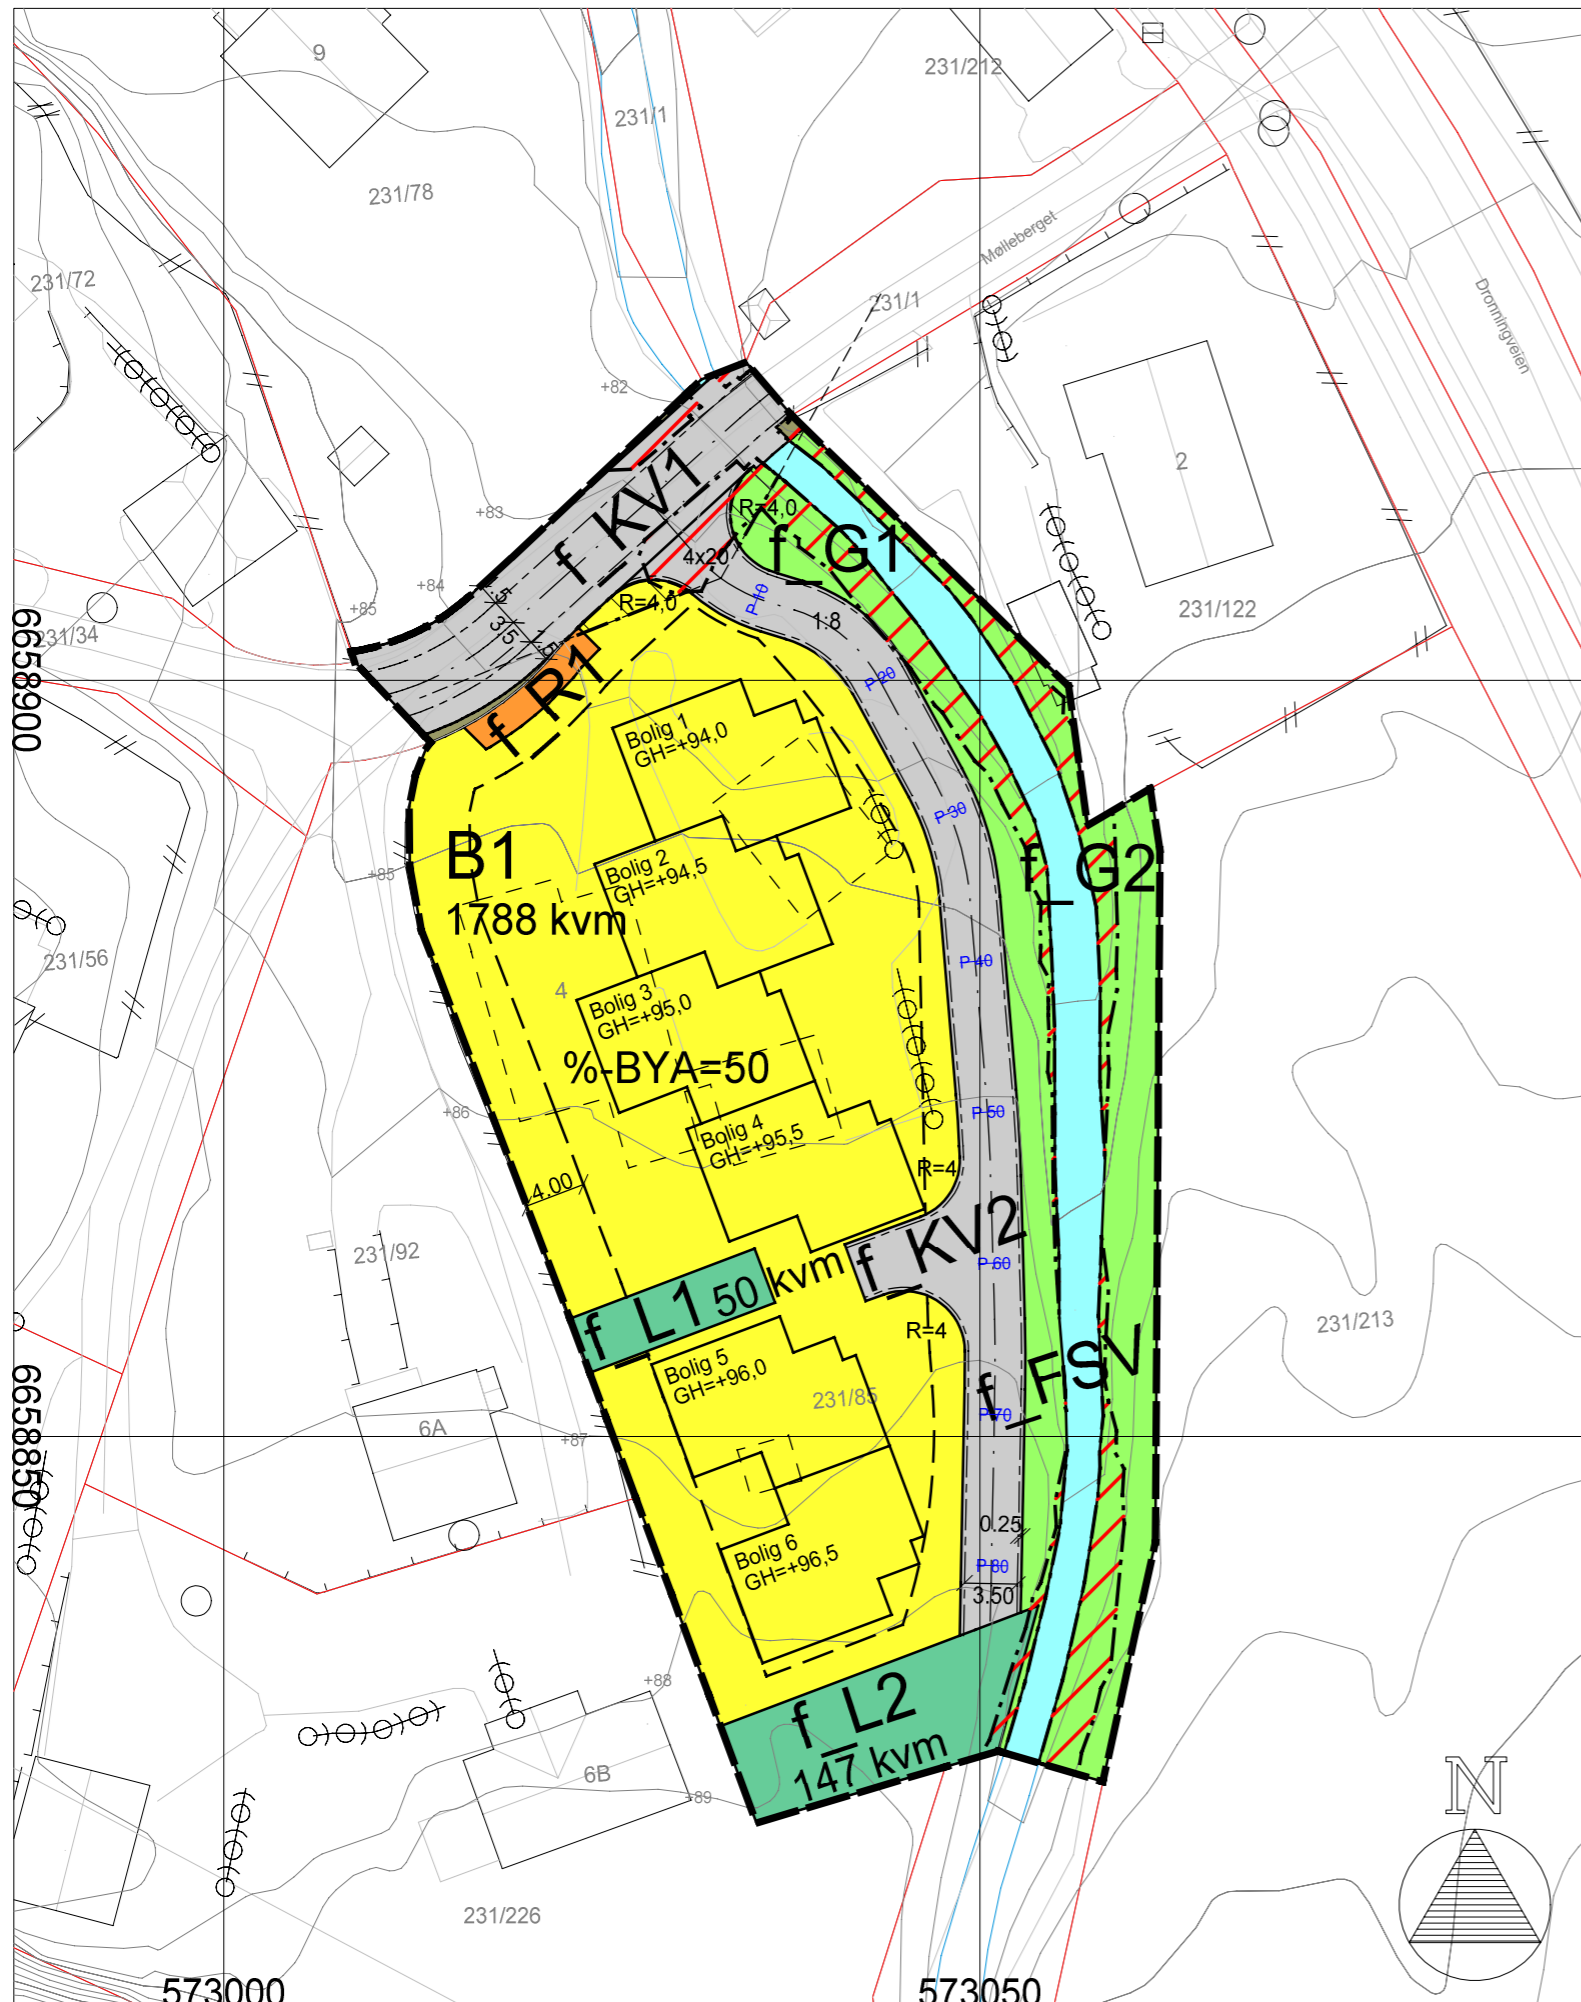 9
231/212
231/1
231/78
Mølleberget
231/72
231/1
Dronningveien
+82
2
+83
f_KV1
R=4,0
f_G1
4x20
+84
R=4,0
P 10
1:8
+85
231/122
231/34
.5
3,5
1.5
f_R1
P 20
6658900
Bolig 1
GH=+94,0
P 30
B1
f_G2
+85
Bolig 2
GH=+94,5
1788 kvm
231/56
P 40
4
Bolig 3
GH=+95,0
%-BYA=50
+86
P 50
Bolig 4
GH=+95,5
R=4
4.00
f_KV2
231/92
P 60
f_L1 50 kvm
231/213
R=4
f_FSV
Bolig 5
GH=+96,0
231/85
P 70
6658850
6A
+87
0.25
Bolig 6
GH=+96,5
P 80
3.50
+88
f_L2
147 kvm
6B
+89
N
231/226
573000
573050